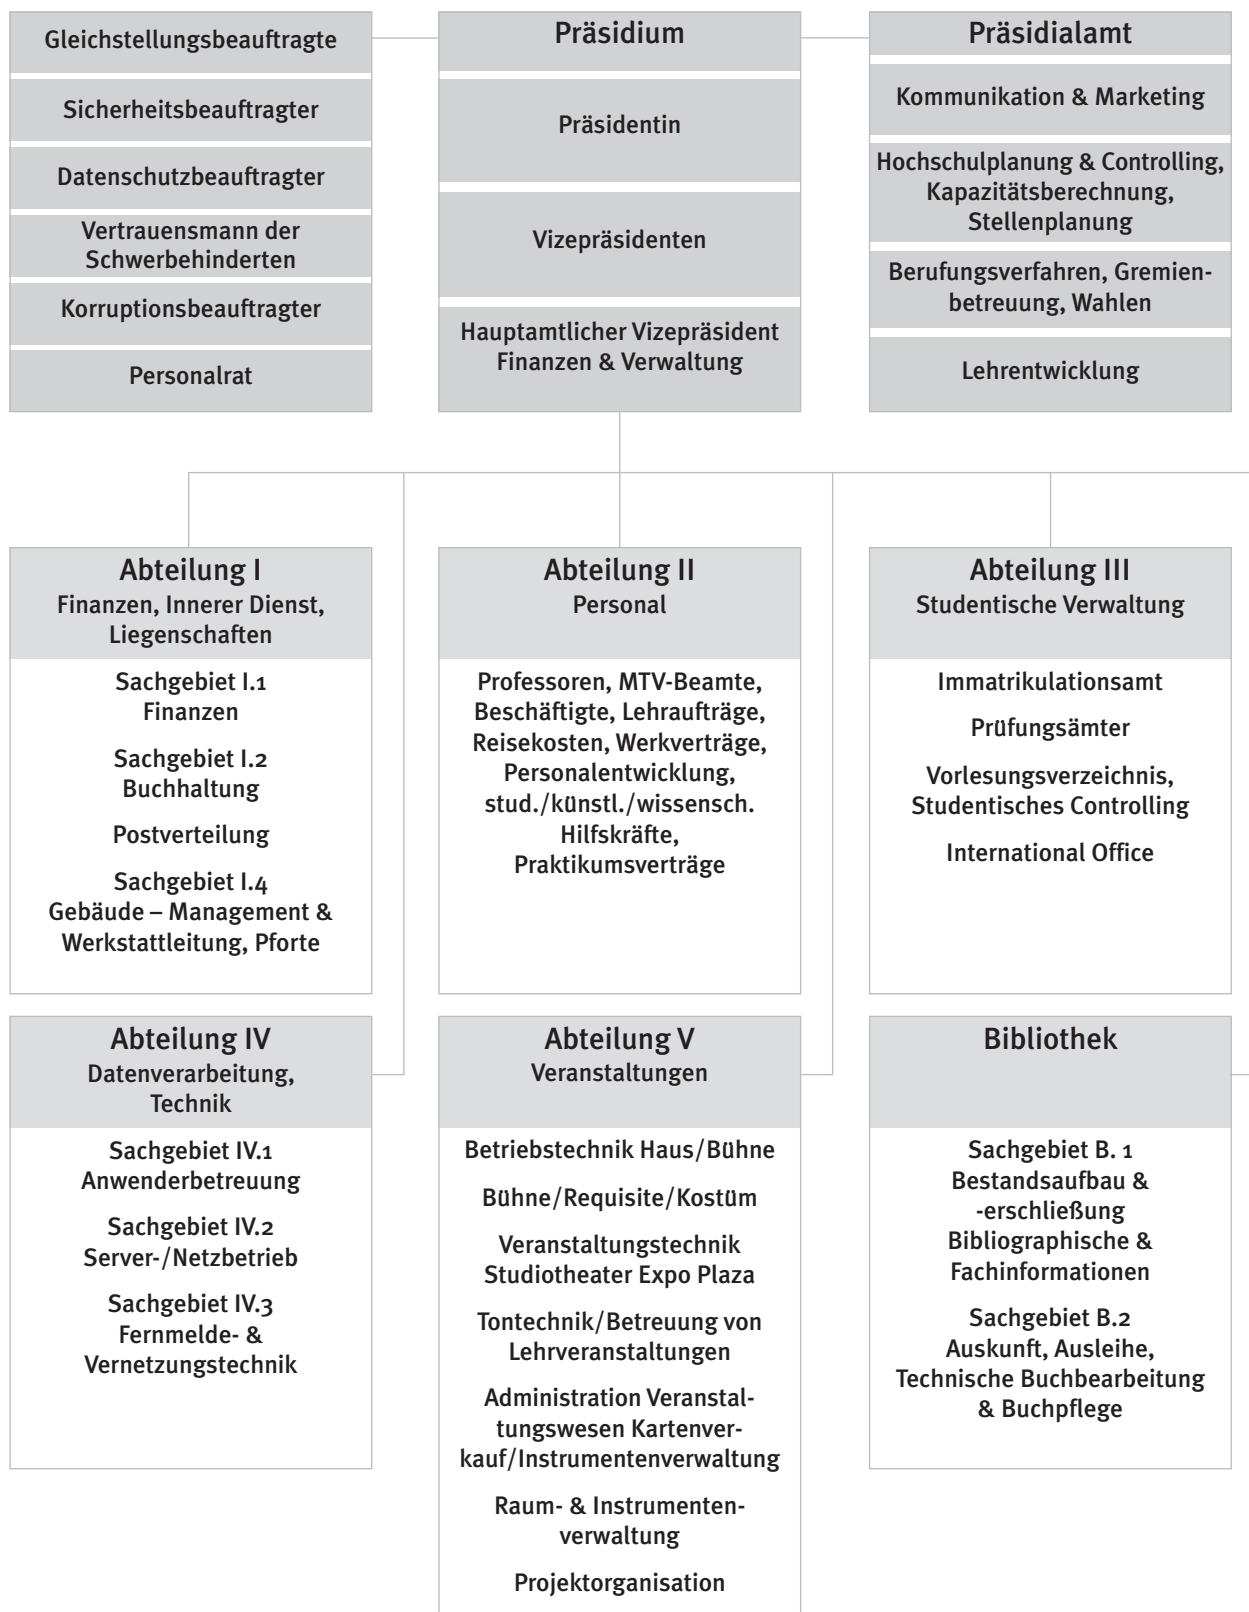 Gleichstellungsbeauftragte
Sicherheitsbeauftragter
Datenschutzbeauftragter
Vertrauensmann der
Schwerbehinderten
Korruptionsbeauftragter
Personalrat
Präsidium
Präsidentin
Vizepräsidenten
Hauptamtlicher Vizepräsident
Finanzen & Verwaltung
Präsidialamt
Kommunikation & Marketing
Hochschulplanung & Controlling,
Kapazitätsberechnung,
Stellenplanung
Berufungsverfahren, Gremien-
betreuung, Wahlen
Lehrentwicklung
Abteilung I
Finanzen, Innerer Dienst,
Liegenschaften
Sachgebiet I.1
Finanzen
Sachgebiet I.2
Buchhaltung
Postverteilung
Sachgebiet I.4
Gebäude – Management &
Werkstattleitung, Pforte
Abteilung II
Personal
Professoren, MTV-Beamte,
Beschäftigte, Lehraufträge,
Reisekosten, Werkverträge,
Personalentwicklung,
stud./künstl./wissensch.
Hilfskräfte,
Praktikumsverträge
Abteilung III
Studentische Verwaltung
Immatrikulationsamt
Prüfungsämter
Vorlesungsverzeichnis,
Studentisches Controlling
International Office
Abteilung IV
Datenverarbeitung,
Technik
Sachgebiet IV.1
Anwenderbetreuung
Sachgebiet IV.2
Server-/Netzbetrieb
Sachgebiet IV.3
Fernmelde- &
Vernetzungstechnik
Abteilung V
Veranstaltungen
Betriebstechnik Haus/Bühne
Bühne/Requisite/Kostüm
Veranstaltungstechnik
Studiotheater Expo Plaza
Tontechnik/Betreuung von
Lehrveranstaltungen
Administration Veranstal-
tungswesen Kartenver-
kauf/Instrumentenverwaltung
Raum- & Instrumenten-
verwaltung
Projektorganisation
Bibliothek
Sachgebiet B. 1
Bestandsaufbau &
-erschließung
Bibliographische &
Fachinformationen
Sachgebiet B.2
Auskunft, Ausleihe,
Technische Buchbearbeitung
& Buchpflege